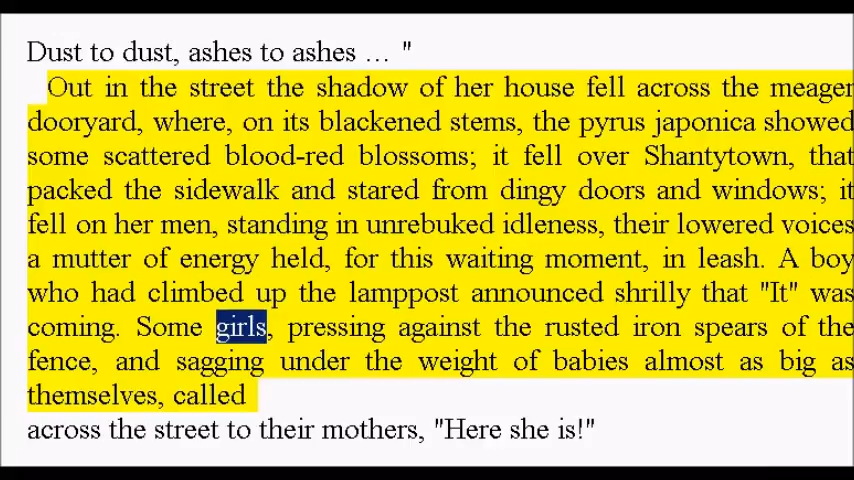 Dust to dust, ashes to ashes … "
Out in the street the shadow of her house fell across the meager
dooryard, where, on its blackened stems, the pyrus japonica showed
some scattered blood-red blossoms; it fell over Shantytown, that
packed the sidewalk and stared from dingy doors and windows; it
fell on her men, standing in unrebuked idleness, their lowered voices
a mutter of energy held, for this waiting moment, in leash. A boy
who had climbed up the lamppost announced shrilly that "It" was
coming. Some girls, pressing against the rusted iron spears of the
fence, and sagging under the weight of babies almost as big as
themselves, called
across the street to their mothers, "Here she is!"